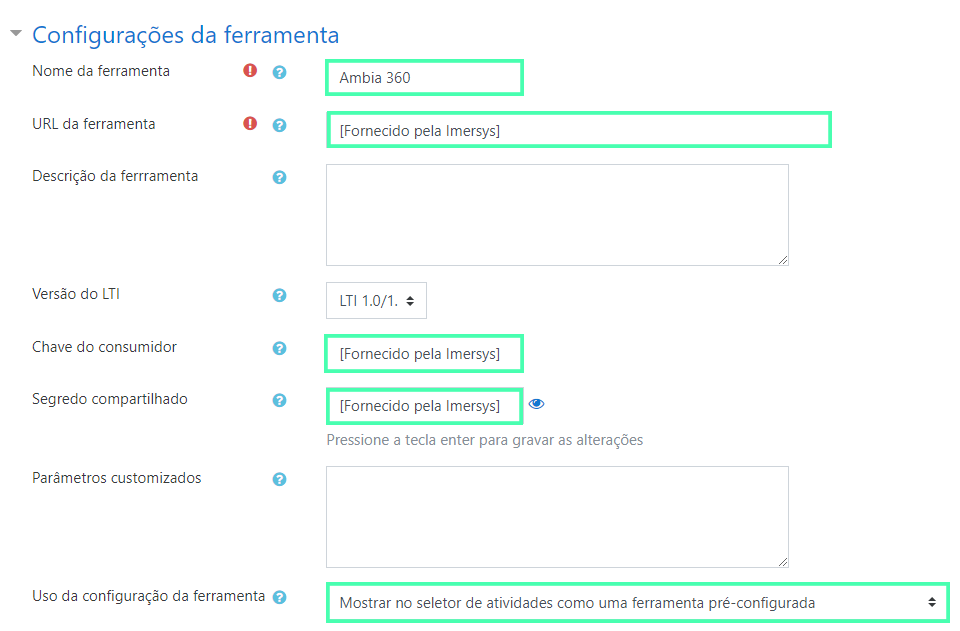 Configurações da ferramenta
Nome da ferramenta
Ambia 360
URL da ferramenta
[Fornecido pela Imersys]
Descrição da ferrramenta
Versão do LTI
LTI 1.0/1.
Chave do consumidor
[Fornecido pela Imersys]
Segredo compartilhado
[Fornecido pela Imersys]
Pressione a tecla enter para gravar as alterações
Parâmetros customizados
Uso da configuração da ferramenta
Mostrar no seletor de atividades como uma ferramenta pré-configurada